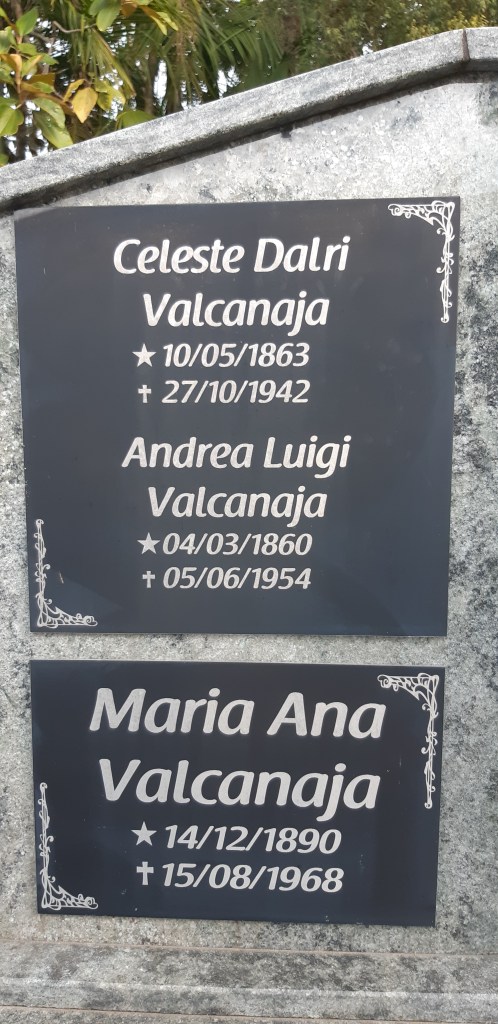 Celeste Dalri
Valcanaja
★ 10/05/1863
✝ 27/10/1942
Andrea Luigi
Valcanaja
★ 04/03/1860
✝ 05/06/1954
Maria Ana
Valcanaja
★ 14/12/1890
✝ 15/08/1968